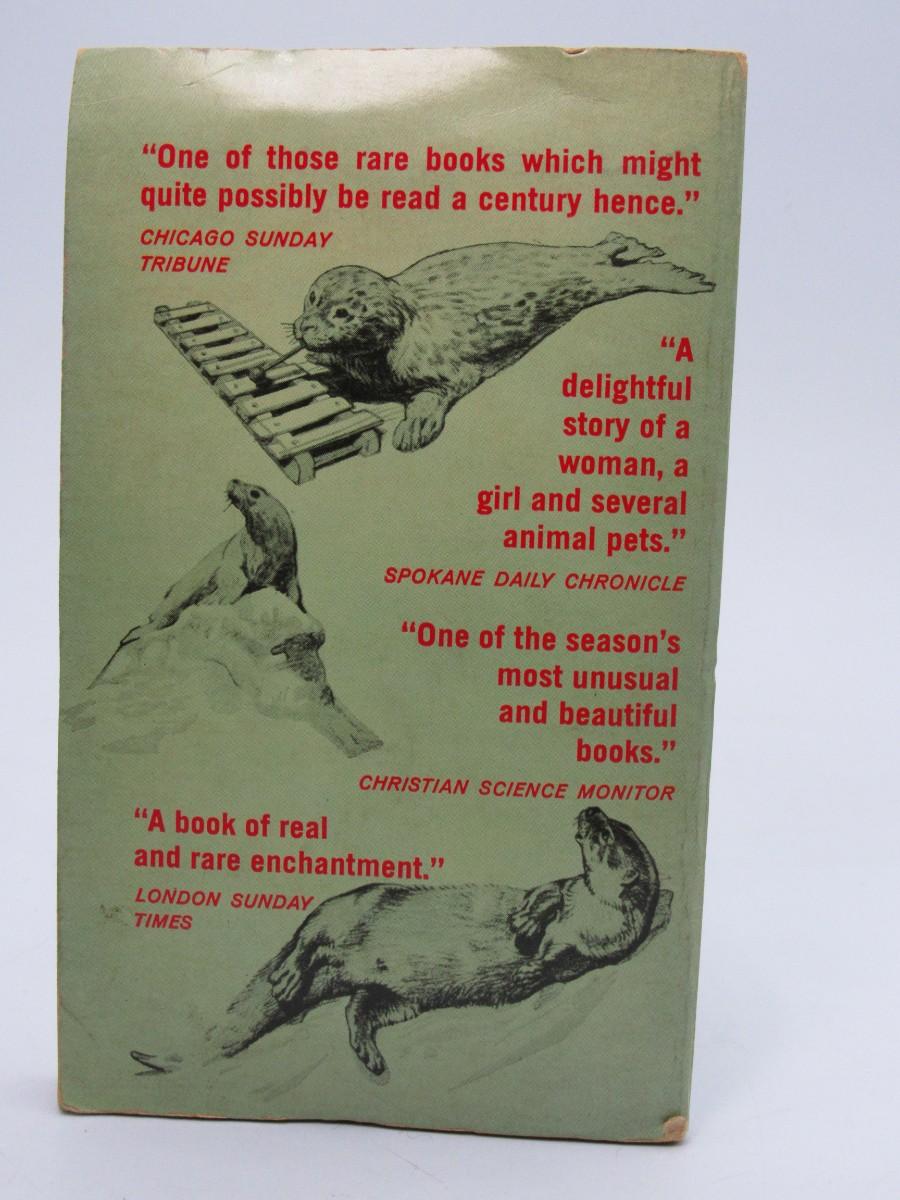 “One of those rare books which might
quite possibly be read a century hence.”
CHICAGO SUNDAY
TRIBUNE
“A
delightful
story of a
woman, a
girl and several
animal pets.”
SPOKANE DAILY CHRONICLE
“One of the season’s
most unusual
and beautiful
books.”
CHRISTIAN SCIENCE MONITOR
“A book of real
and rare enchantment.”
LONDON SUNDAY
TIMES